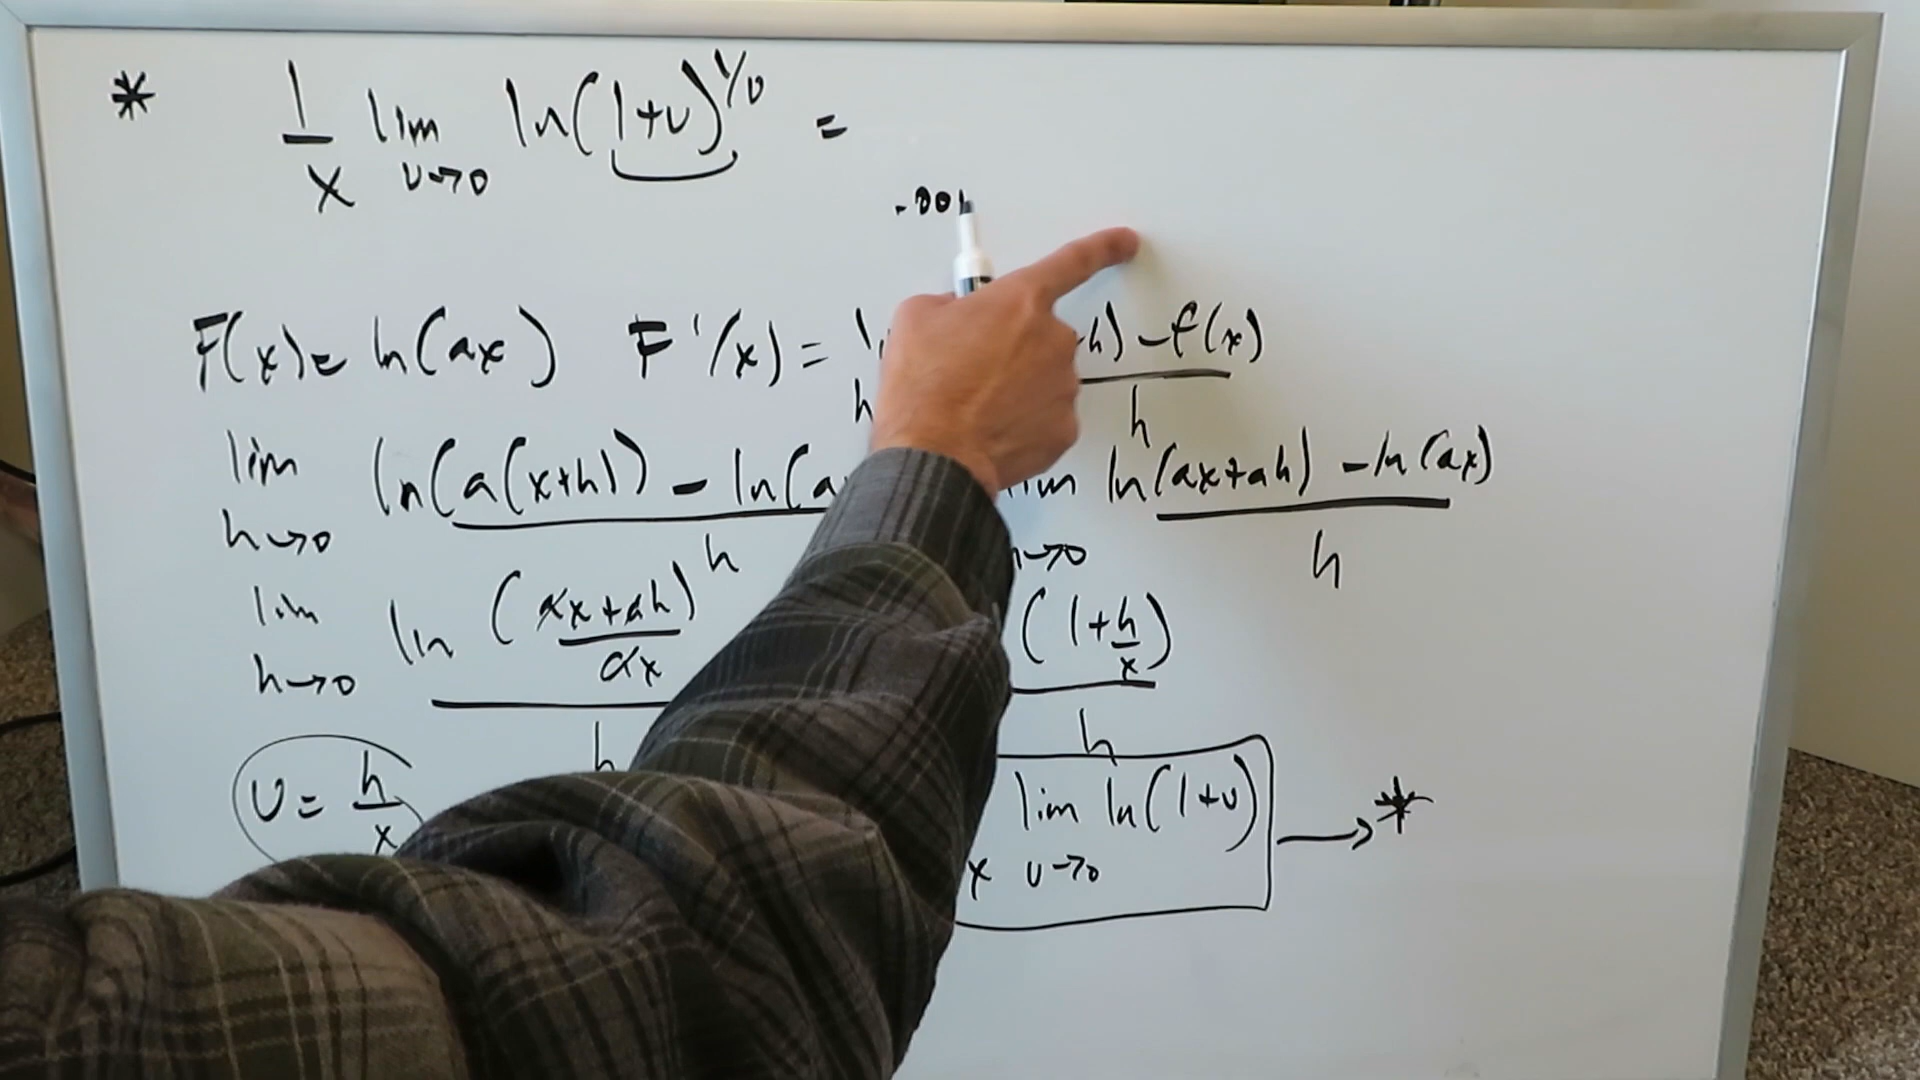 * 1/x lim u→0 ln(1+u)^1/u =
.001
F(x)= ln(ax) F'(x) = h) - f(x) / h
lim h→0 ln(a(x+h)) - ln(a / h lim h→0 ln(ax+ah) - ln(ax) / h
lim h→0 ln (ax+ah / ax) / h (1+h/x) / h
u = h/x x lim u→0 ln(1+u) → *